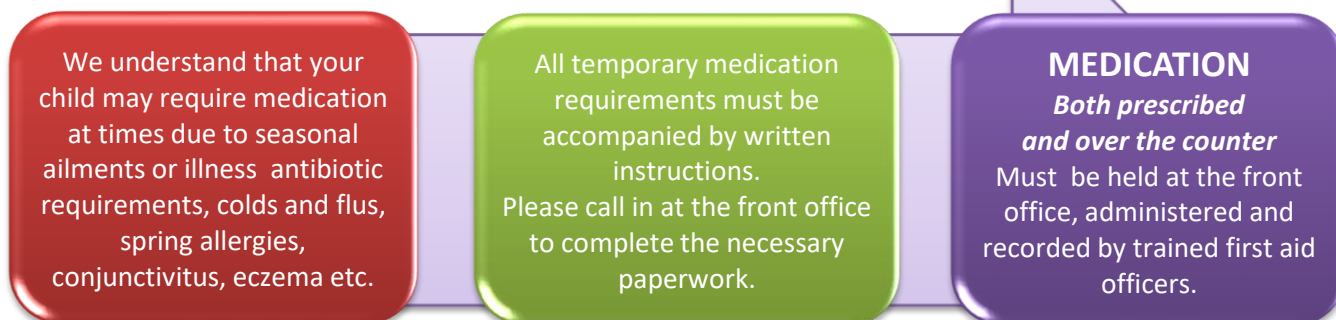 We understand that your
child may require medication
at times due to seasonal
ailments or illness antibiotic
requirements, colds and flus,
spring allergies,
conjunctivitus, eczema etc.
All temporary medication
requirements must be
accompanied by written
instructions.
Please call in at the front office
to complete the necessary
paperwork.
MEDICATION
Both prescribed
and over the counter
Must be held at the front
office, administered and
recorded by trained first aid
officers.